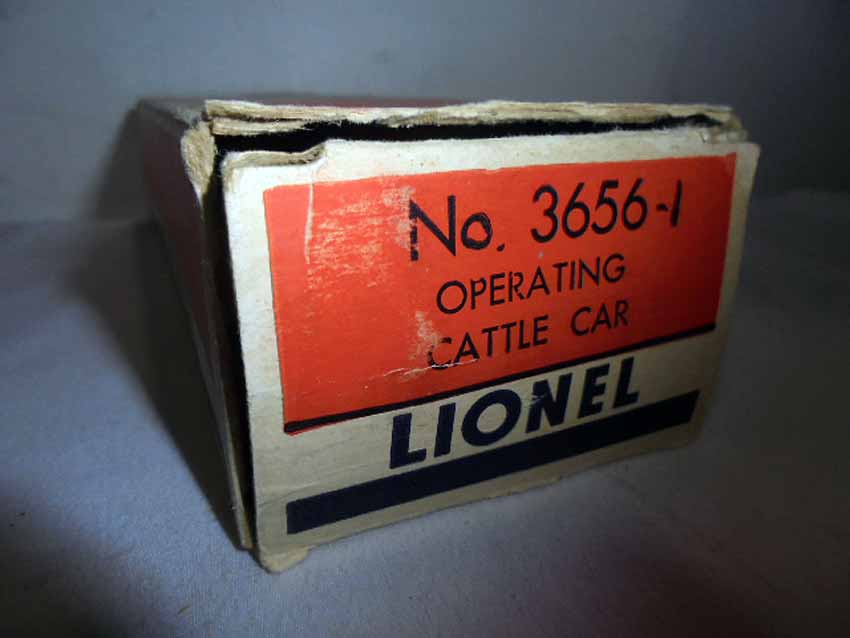 No. 3656-1
OPERATING
CATTLE CAR
LIONEL